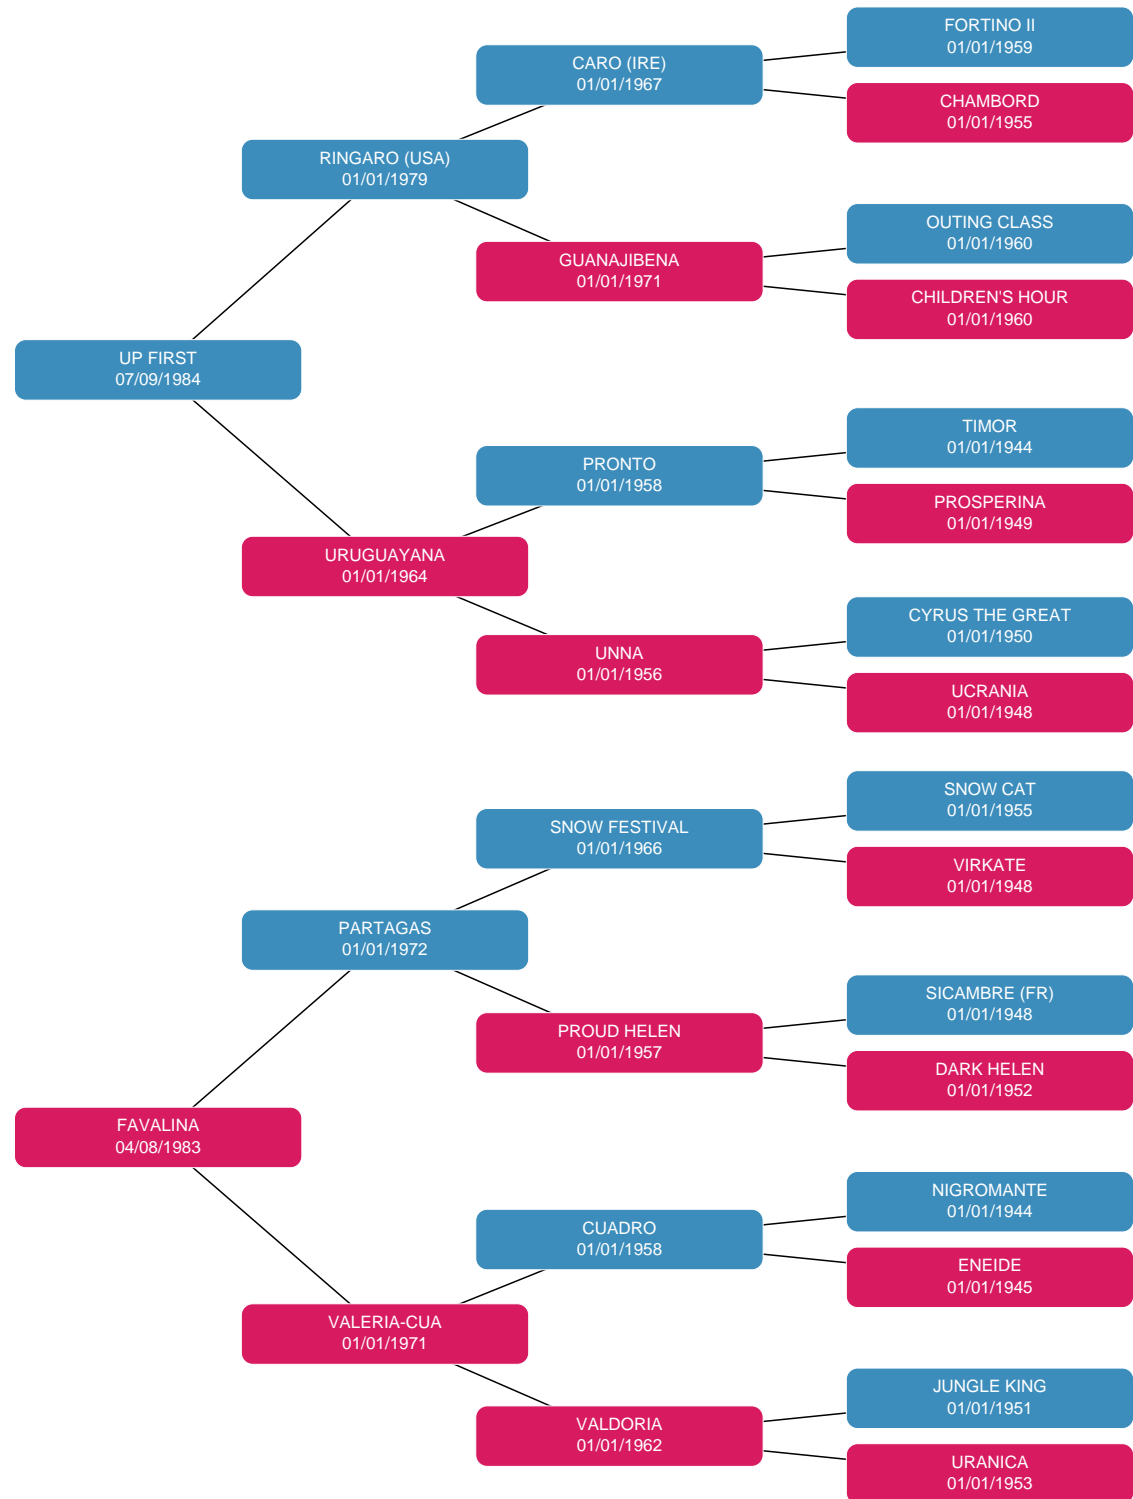 FORTINO II
01/01/1959
CARO (IRE)
01/01/1967
CHAMBORD
01/01/1955
RINGARO (USA)
01/01/1979
OUTING CLASS
01/01/1960
GUANAJIBENA
01/01/1971
CHILDREN'S HOUR
01/01/1960
UP FIRST
07/09/1984
TIMOR
01/01/1944
PRONTO
01/01/1958
PROSPERINA
01/01/1949
URUGUAYANA
01/01/1964
CYRUS THE GREAT
01/01/1950
UNNA
01/01/1956
UCRANIA
01/01/1948
SNOW CAT
01/01/1955
SNOW FESTIVAL
01/01/1966
VIRKATE
01/01/1948
PARTAGAS
01/01/1972
SICAMBRE (FR)
01/01/1948
PROUD HELEN
01/01/1957
DARK HELEN
01/01/1952
FAVALINA
04/08/1983
NIGROMANTE
01/01/1944
CUADRO
01/01/1958
ENEIDE
01/01/1945
VALERIA-CUA
01/01/1971
JUNGLE KING
01/01/1951
VALDORIA
01/01/1962
URANICA
01/01/1953